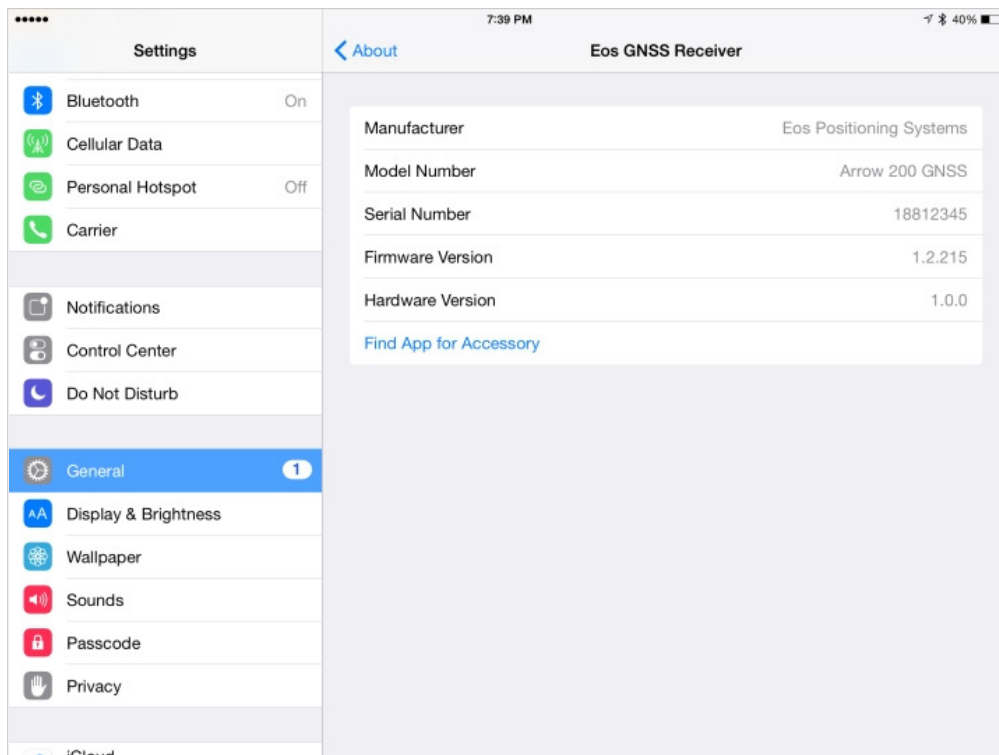 7:39 PM
40%
Settings
About
Eos GNSS Receiver
Bluetooth
On
Cellular Data
Personal Hotspot
Off
Carrier
Notifications
Control Center
Do Not Disturb
General
1
AA Display & Brightness
Wallpaper
Sounds
Passcode
Privacy
iCloud
Manufacturer
Eos Positioning Systems
Model Number
Arrow 200 GNSS
Serial Number
18812345
Firmware Version
1.2.215
Hardware Version
1.0.0
Find App for Accessory